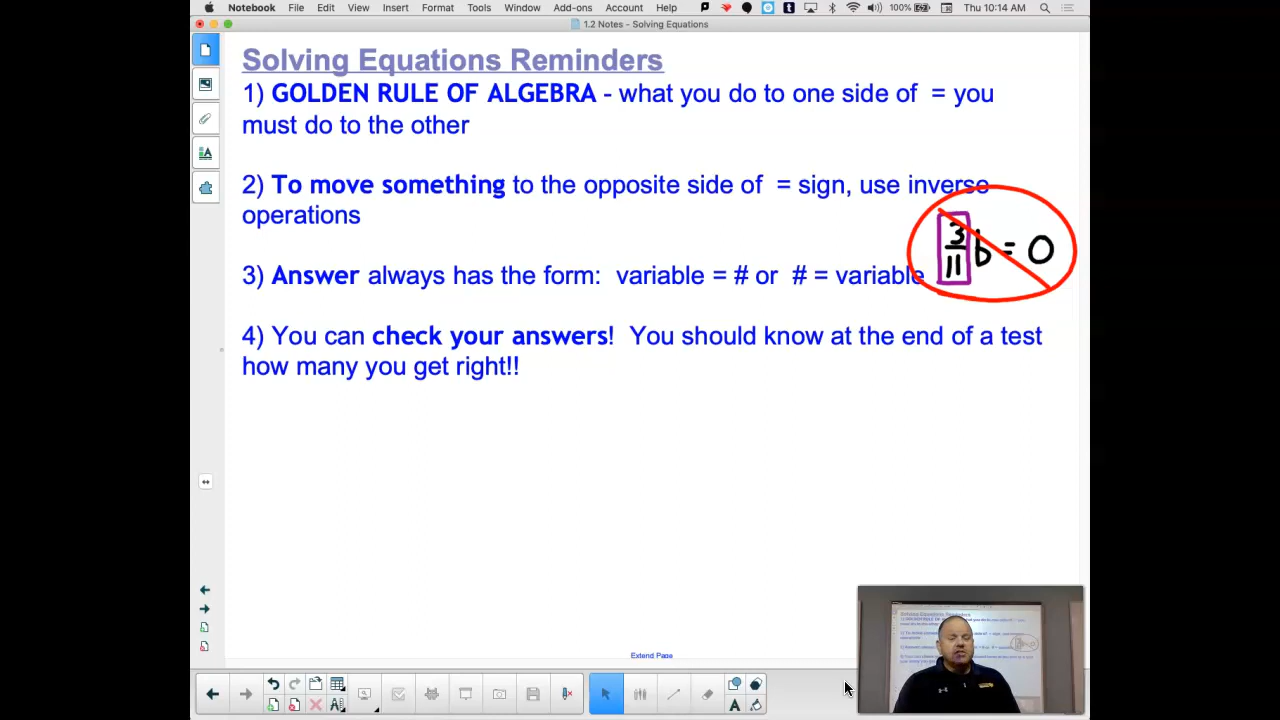 Notebook File Edit View Insert Format Tools Window Add-ons Account Help 100% Thu 10:14 AM
1.2 Notes - Solving Equations
Solving Equations Reminders
1) GOLDEN RULE OF ALGEBRA - what you do to one side of = you
must do to the other
2) To move something to the opposite side of = sign, use inverse
operations
3/11 b = 0
3) Answer always has the form: variable = # or # = variable
4) You can check your answers! You should know at the end of a test
how many you get right!!
Extend Page